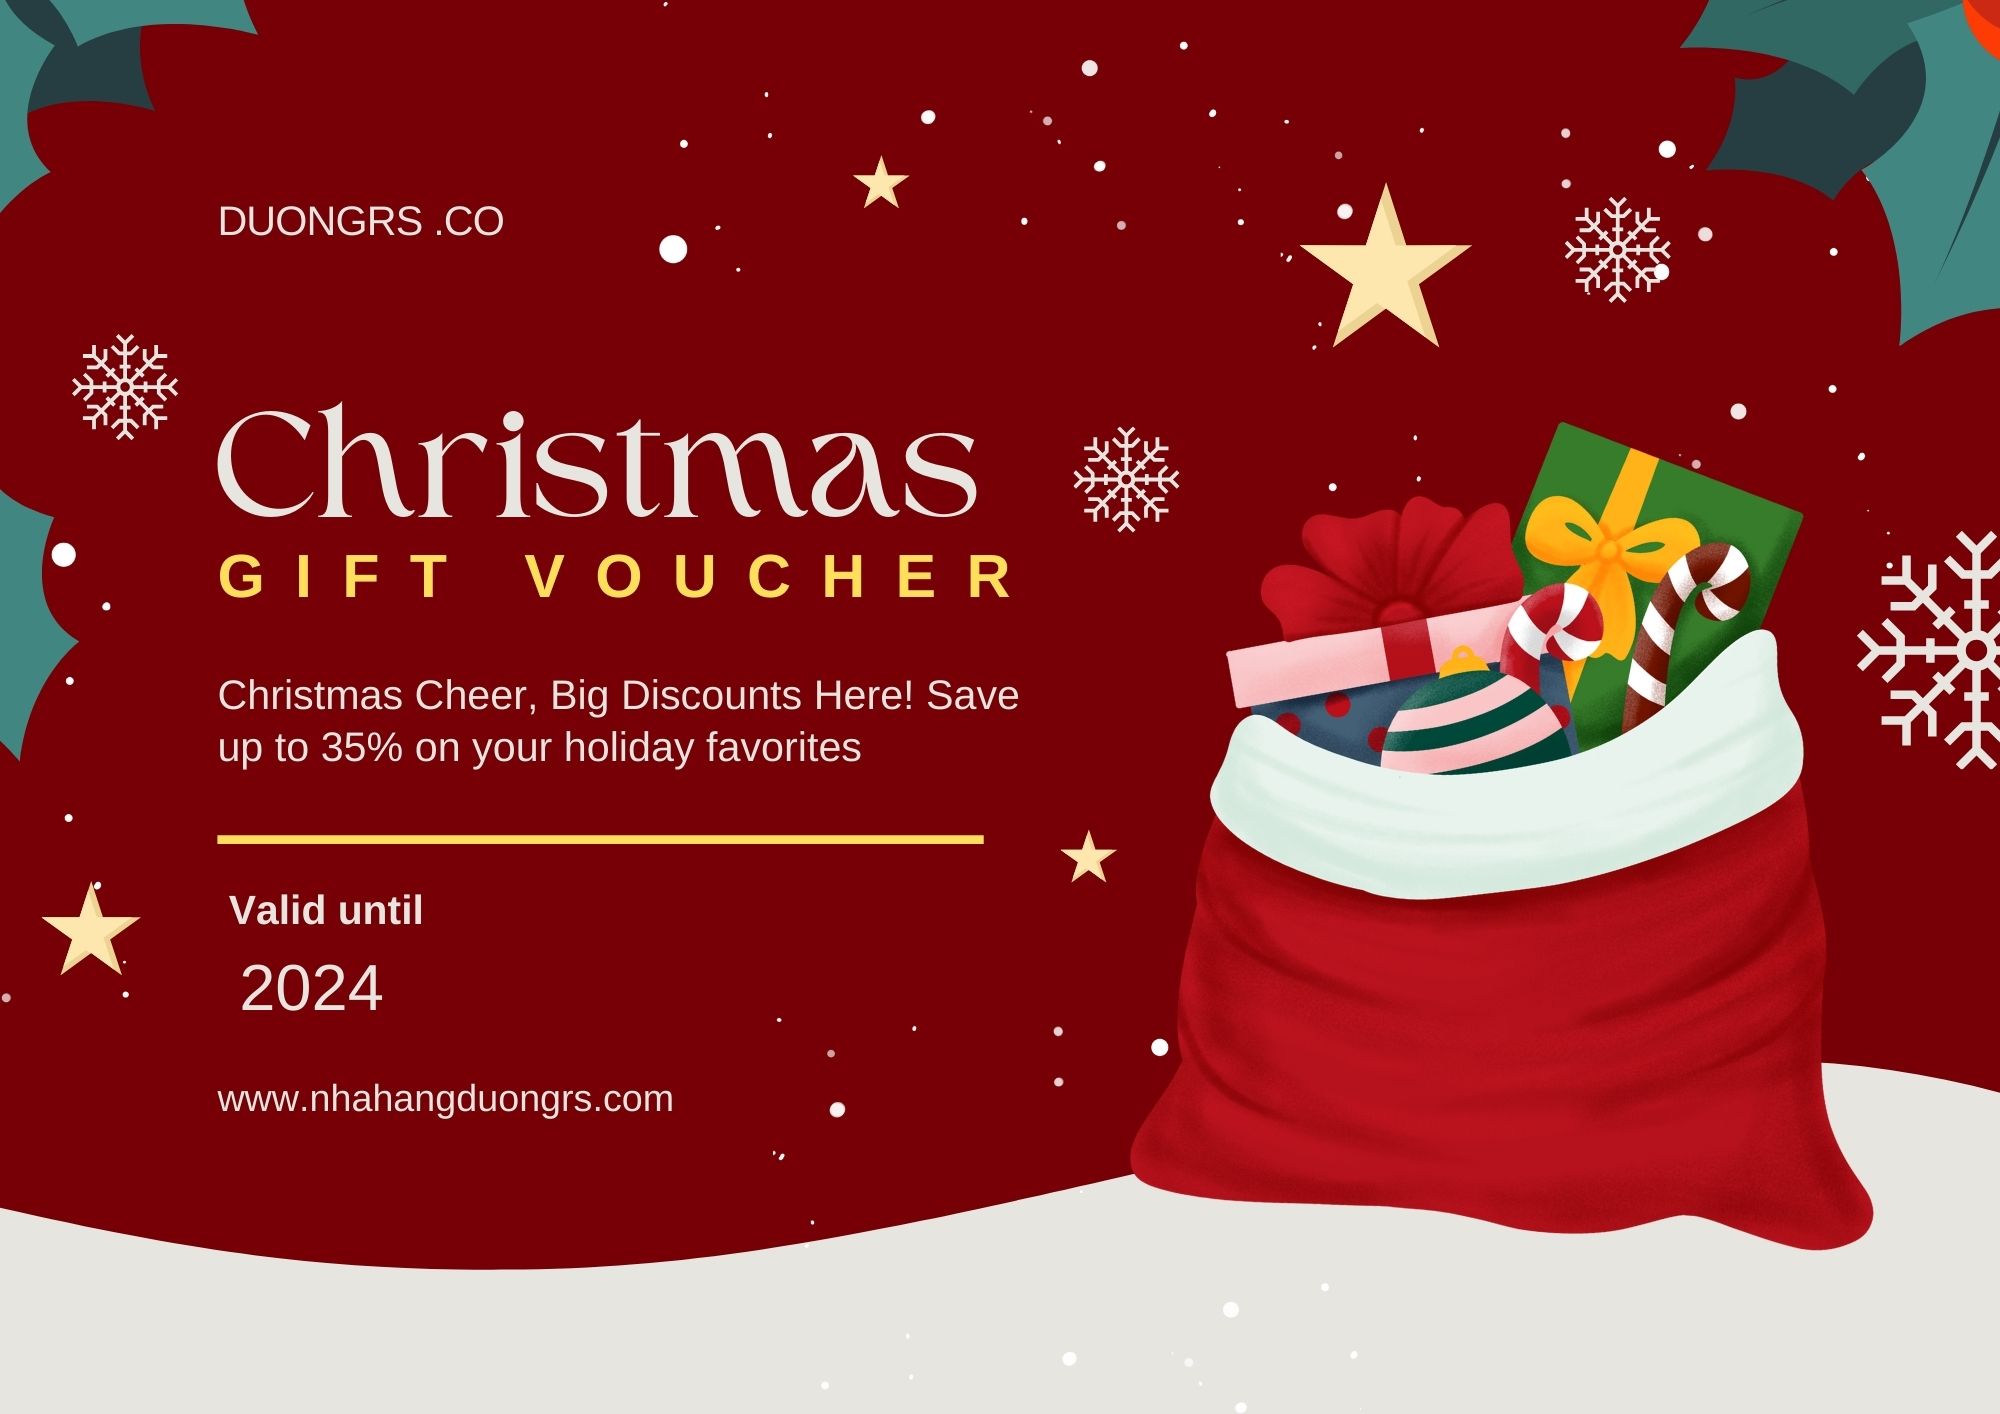 DUONGRS .CO
Christmas
GIFT VOUCHER
Christmas Cheer, Big Discounts Here! Save
up to 35% on your holiday favorites
Valid until
2024
www.nhahangduongrs.com